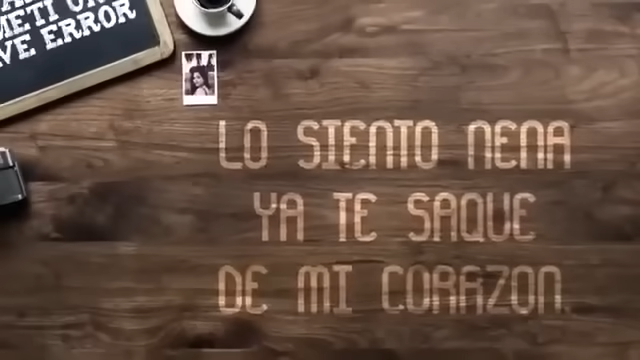 METI UN
VE ERROR
LO SIENTO NENA
YA TE SAQUE
DE MI CORAZON.